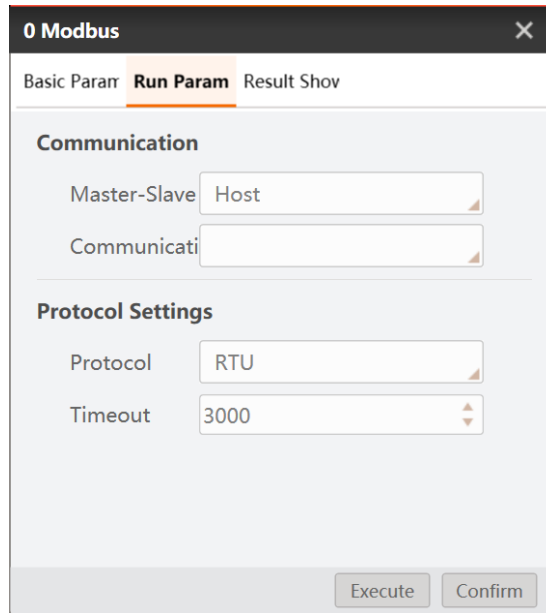 0 Modbus
Basic Param Run Param Result Shov
Communication
Master-Slave Host
Communicati
Protocol Settings
Protocol RTU
Timeout 3000
Execute Confirm